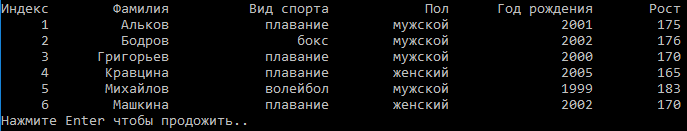 Индекс Фамилия Вид спорта Пол Год рождения Рост
1 Альков плавание мужской 2001 175
2 Бодров бокс мужской 2002 176
3 Григорьев плавание мужской 2000 170
4 Кравцина плавание женский 2005 165
5 Михайлов волейбол мужской 1999 183
6 Машкина плавание женский 2002 170
Нажмите Enter чтобы продожить..